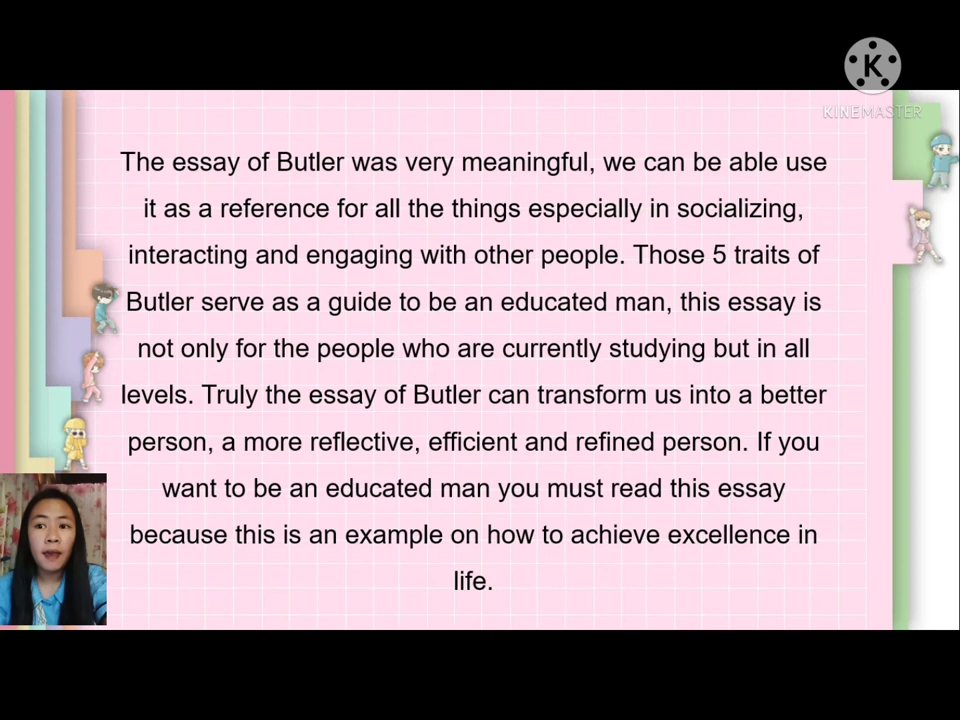 K
KINEMASTER
The essay of Butler was very meaningful, we can be able use
it as a reference for all the things especially in socializing,
interacting and engaging with other people. Those 5 traits of
Butler serve as a guide to be an educated man, this essay is
not only for the people who are currently studying but in all
levels. Truly the essay of Butler can transform us into a better
person, a more reflective, efficient and refined person. If you
want to be an educated man you must read this essay
because this is an example on how to achieve excellence in
life.